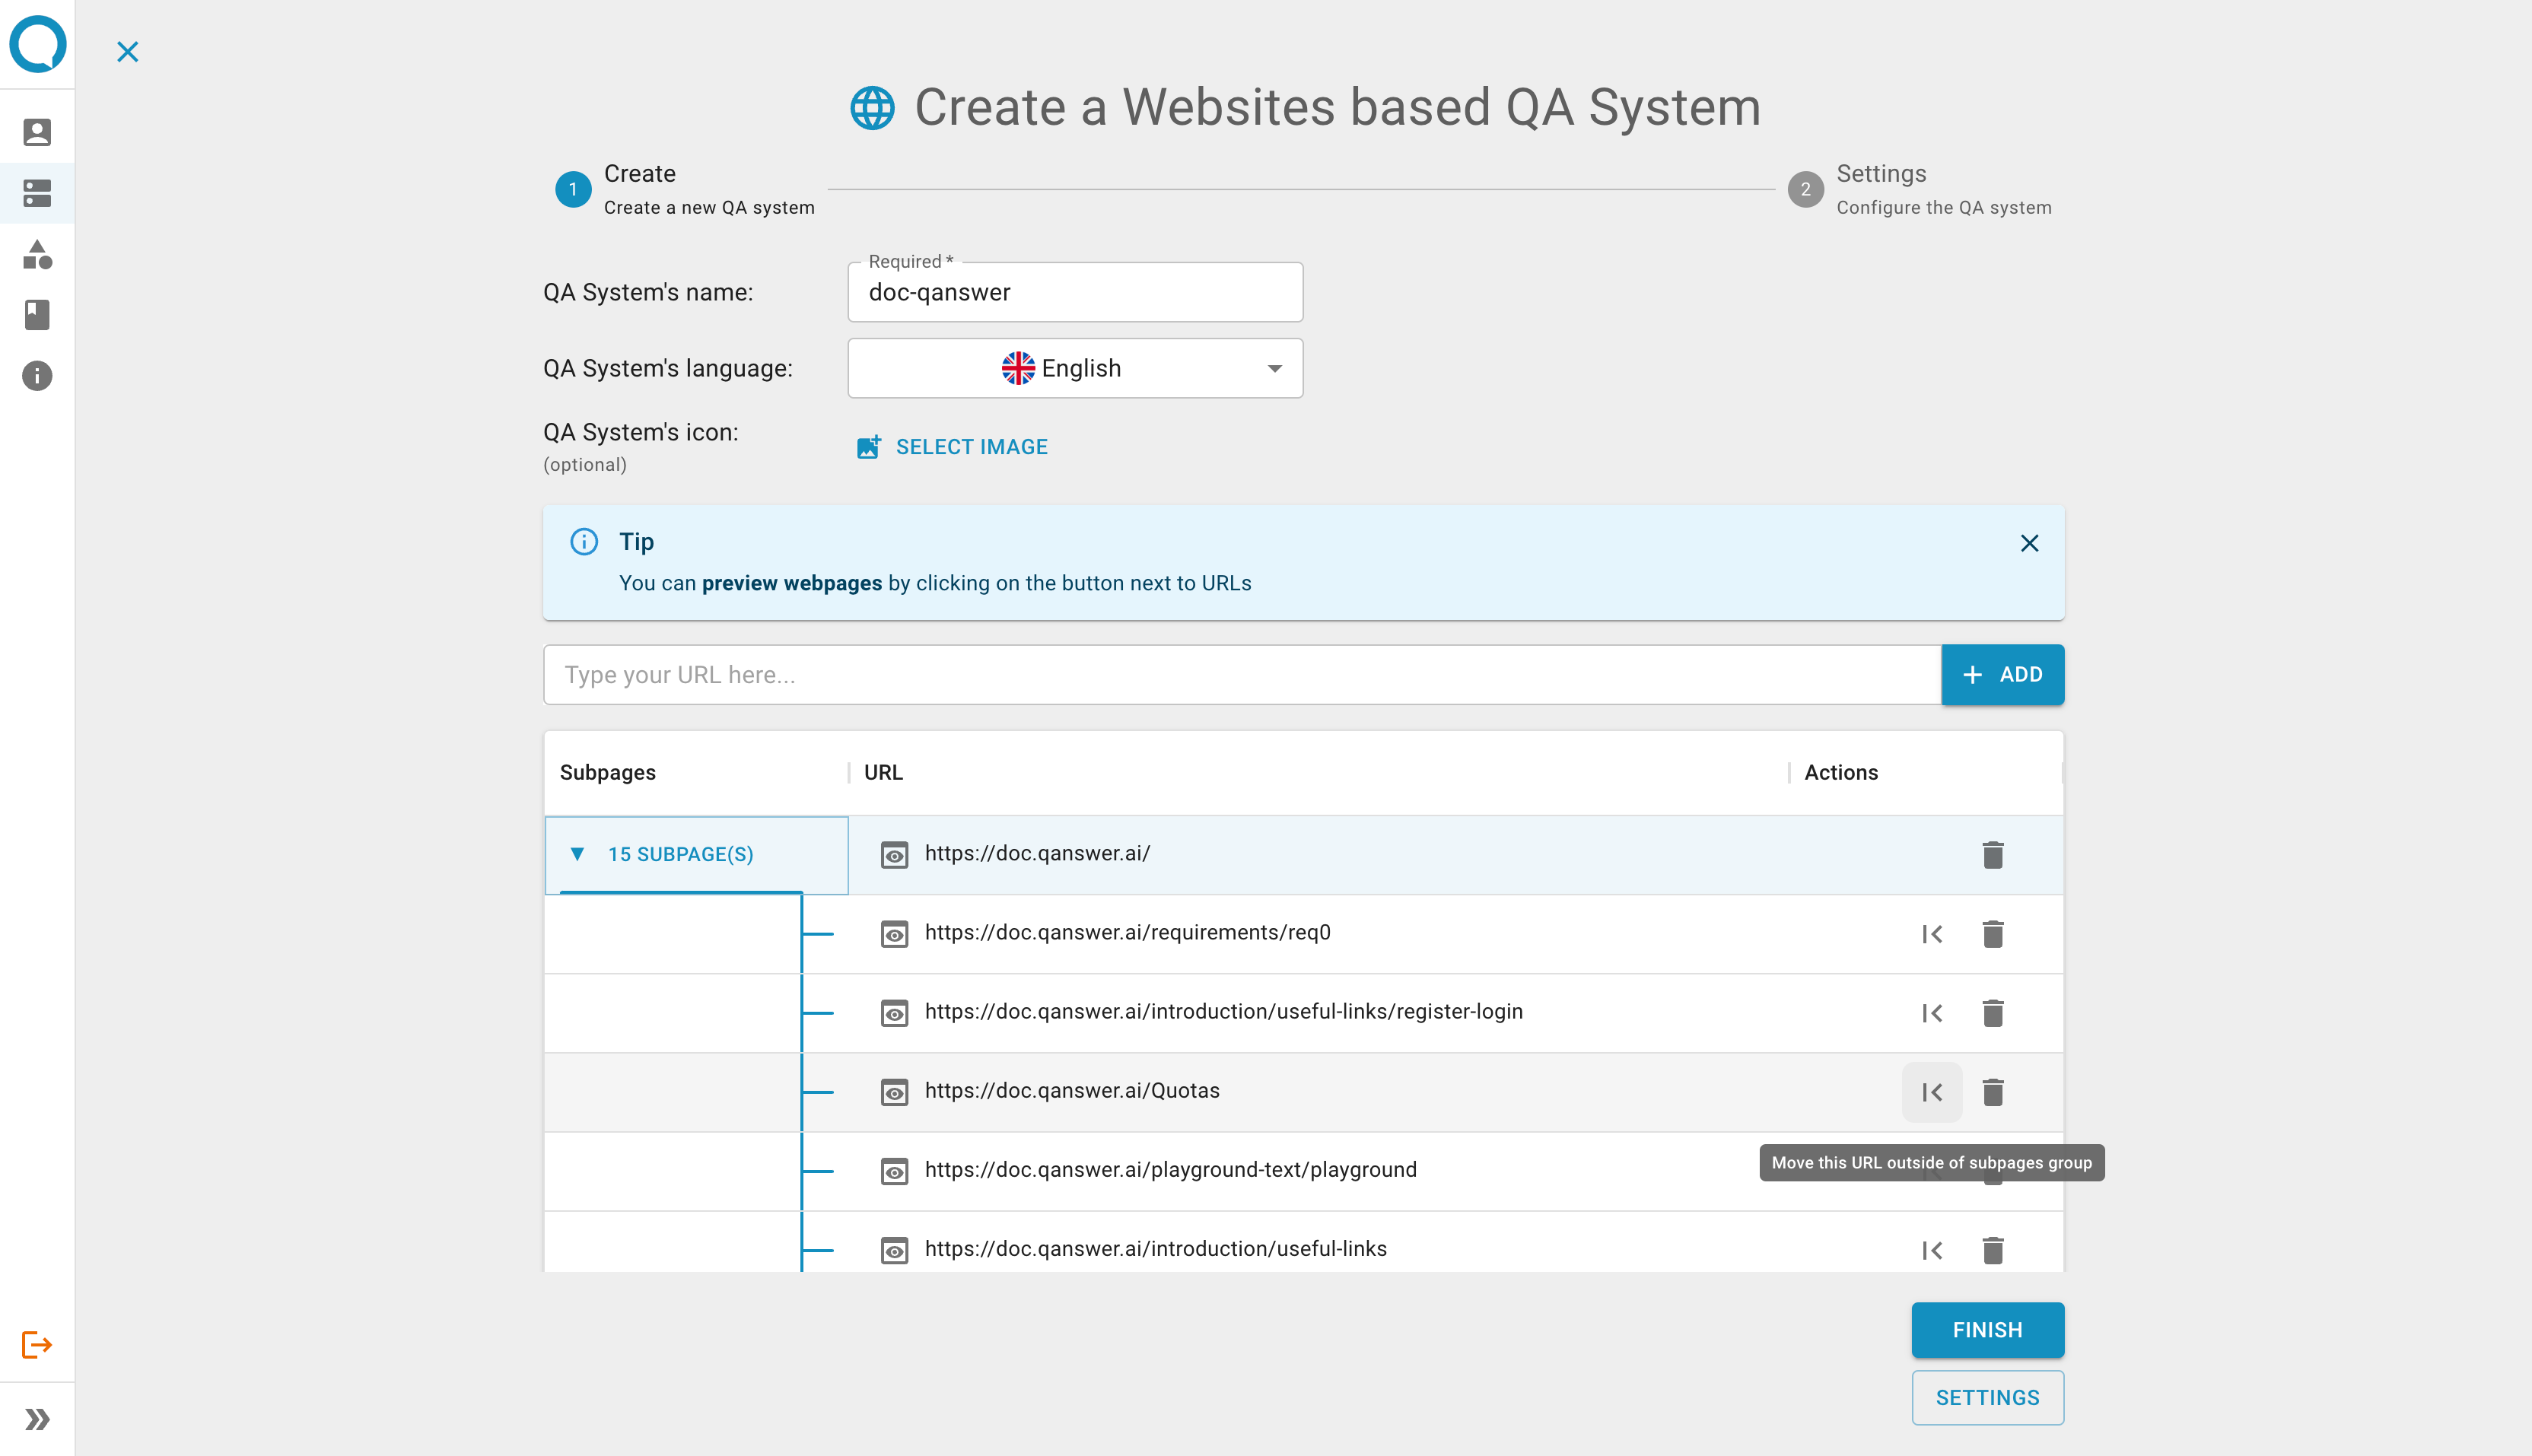 Create a Websites based QA System
1
Create
Create a new QA system
2
Settings
Configure the QA system
QA System's name:
Required *
doc-qanswer
QA System's language:
English
QA System's icon:
(optional)
SELECT IMAGE
Tip
You can preview webpages by clicking on the button next to URLs
Type your URL here...
+ ADD
Subpages
URL
Actions
15 SUBPAGE(S)
https://doc.qanswer.ai/
https://doc.qanswer.ai/requirements/req0
https://doc.qanswer.ai/introduction/useful-links/register-login
https://doc.qanswer.ai/Quotas
https://doc.qanswer.ai/playground-text/playground
Move this URL outside of subpages group
https://doc.qanswer.ai/introduction/useful-links
FINISH
SETTINGS